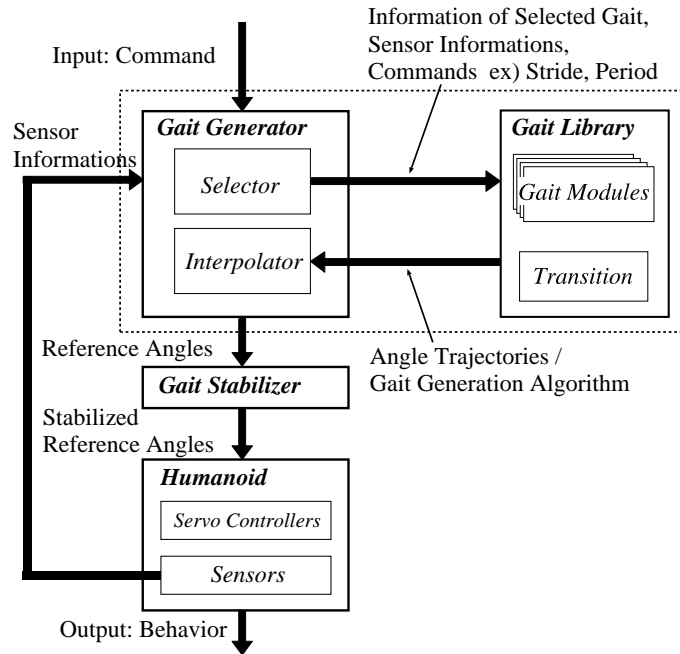 Information of Selected Gait,
Sensor Informations,
Commands ex) Stride, Period
Input: Command
Sensor
Informations
Gait Generator
Selector
Interpolator
Gait Library
Gait Modules
Transition
Reference Angles
Angle Trajectories /
Gait Generation Algorithm
Gait Stabilizer
Stabilized
Reference Angles
Humanoid
Servo Controllers
Sensors
Output: Behavior